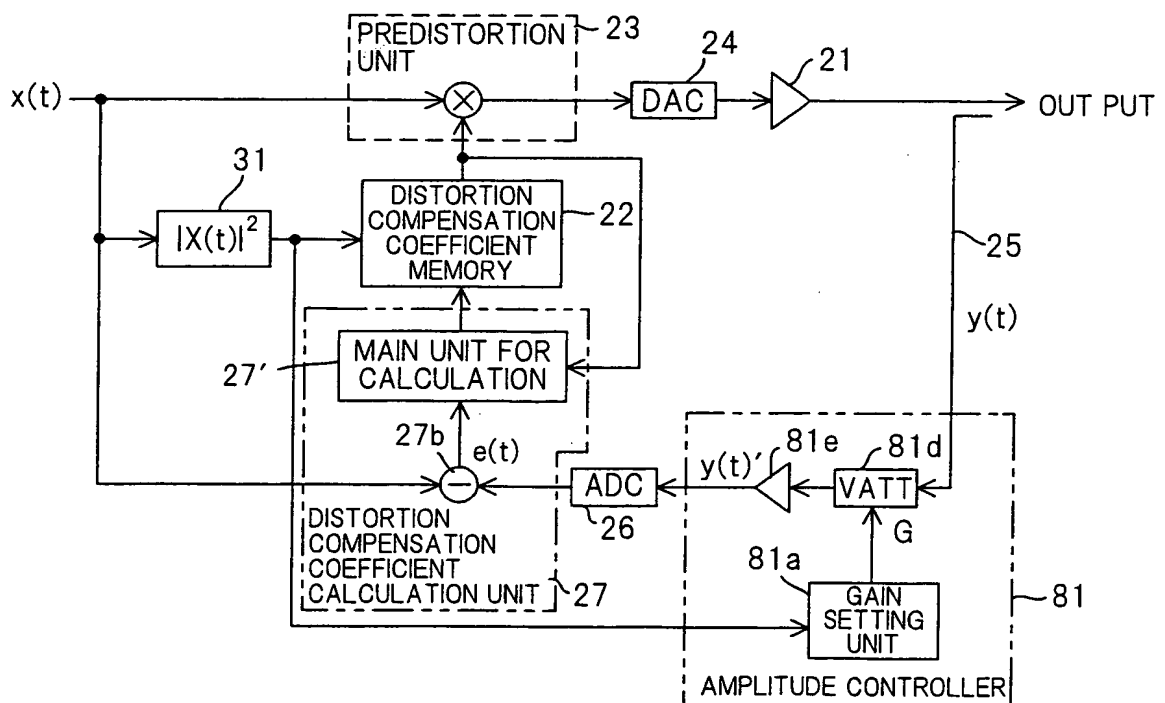 PREDISTORTION
UNIT
23
24
21
x(t)
DAC
OUT PUT
31
|X(t)|²
DISTORTION
COMPENSATION
COEFFICIENT
MEMORY
22
25
y(t)
27′
MAIN UNIT FOR
CALCULATION
27b
e(t)
81e
81d
y(t)′
ADC
VATT
26
G
DISTORTION
COMPENSATION
COEFFICIENT
CALCULATION UNIT
27
81a
GAIN
SETTING
UNIT
81
AMPLITUDE CONTROLLER